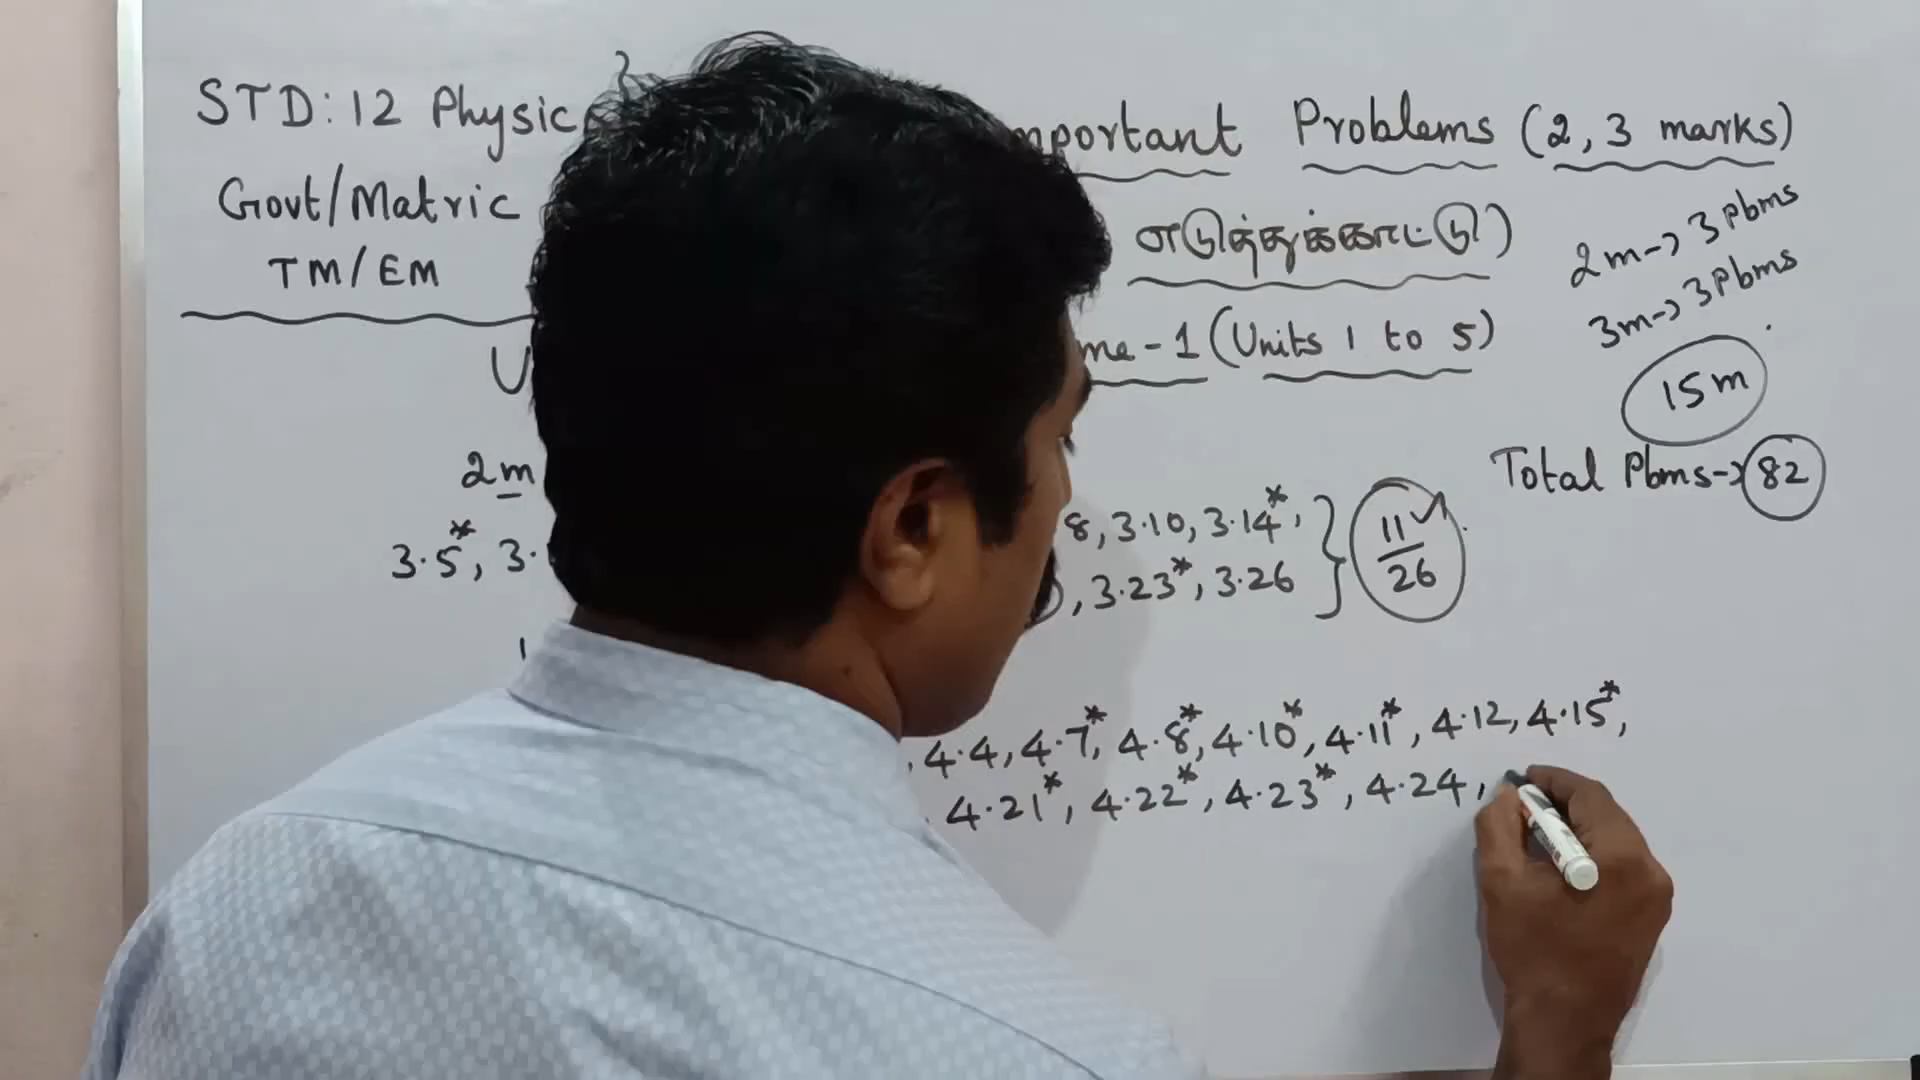 STD:12 Physics
Important Problems (2, 3 marks)
Govt/Matric
எடுத்துக்காட்டு)
2m→3 Pbms
TM/EM
3m→3 Pbms
-1 (Units 1 to 5)
15m
2m
Total Pbms→82
3.5*, 8, 3.10, 3.14*,
3.23*, 3.26
11/26
4.4, 4.7*, 4.8*, 4.10*, 4.11*, 4.12, 4.15*,
4.21*, 4.22*, 4.23*, 4.24,